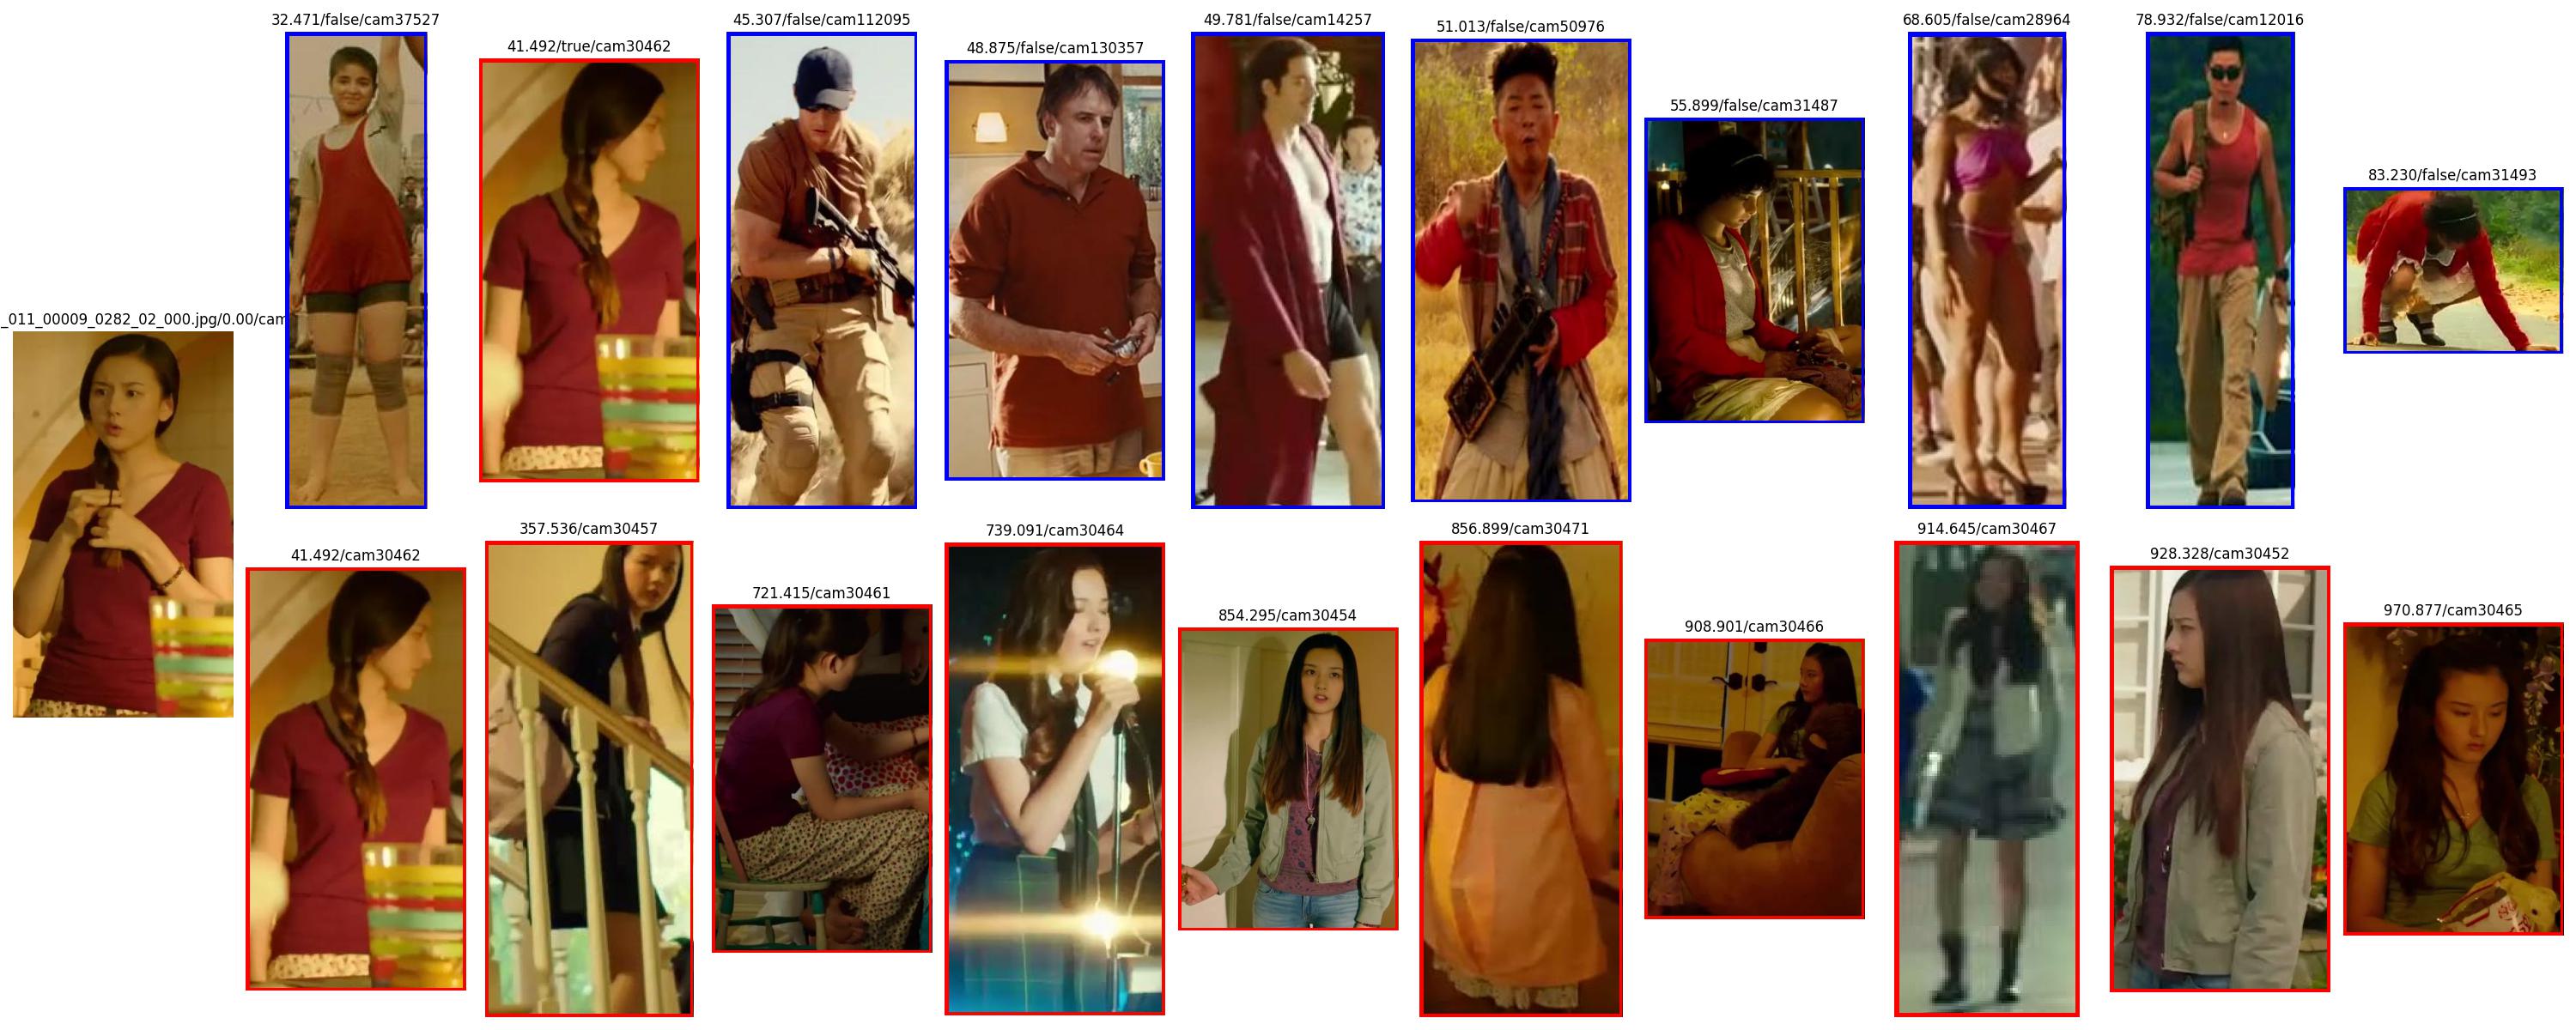 32.471/false/cam37527
41.492/true/cam30462
45.307/false/cam112095
48.875/false/cam130357
49.781/false/cam14257
51.013/false/cam50976
55.899/false/cam31487
68.605/false/cam28964
78.932/false/cam12016
83.230/false/cam31493
_011_00009_0282_02_000.jpg/0.00/cam
41.492/cam30462
357.536/cam30457
721.415/cam30461
739.091/cam30464
854.295/cam30454
856.899/cam30471
908.901/cam30466
914.645/cam30467
928.328/cam30452
970.877/cam30465